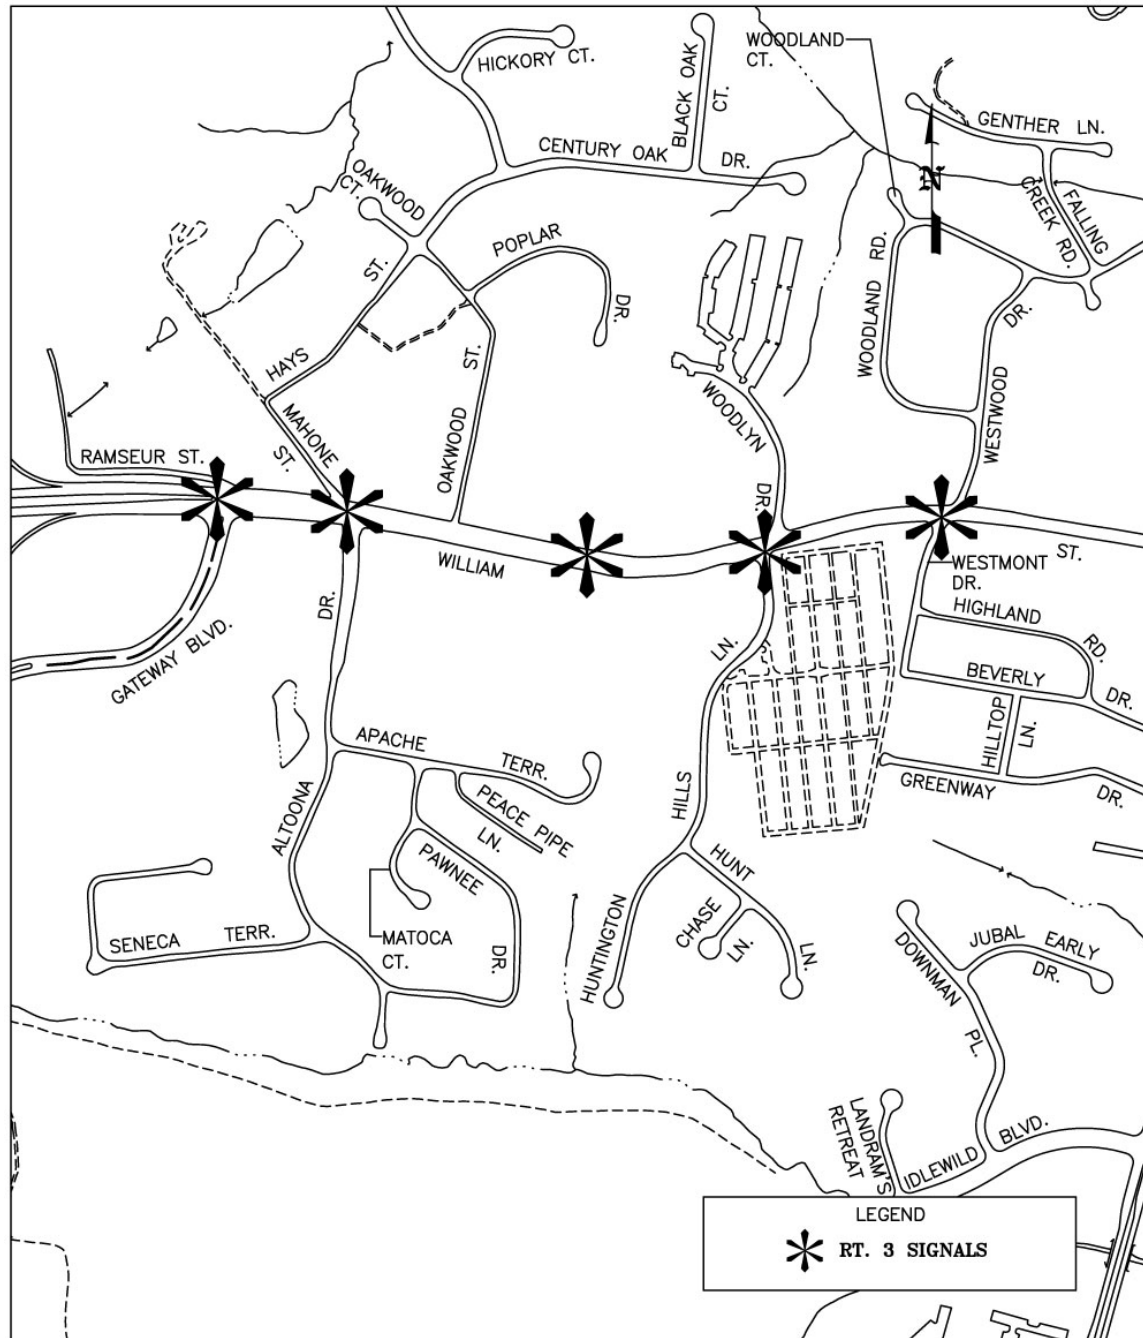 WOODLAND
CT.
HICKORY CT.
BLACK OAK
CT.
GENTHER LN.
CENTURY OAK
DR.
OAKWOOD
CT.
N
FALLING
CREEK RD.
POPLAR
DR.
HAYS
ST.
WOODLAND
RD.
DR.
WESTWOOD
MAHONE
ST.
OAKWOOD
ST.
WOODLYN
DR.
RAMSEUR ST.
WILLIAM
ST.
WESTMONT
DR.
GATEWAY BLVD.
HIGHLAND
RD.
BEVERLY
DR.
HILLTOP
LN.
GREENWAY
DR.
ALTOONA
DR.
APACHE
TERR.
PEACE PIPE
LN.
PAWNEE
DR.
MATOCA
CT.
SENECA
TERR.
HUNTINGTON
HILLS
LN.
HUNT
LN.
CHASE
LN.
DOWNMAN
PL.
JUBAL EARLY
DR.
LANDRAM'S
RETREAT
IDLEWILD
BLVD.
LEGEND
RT. 3 SIGNALS